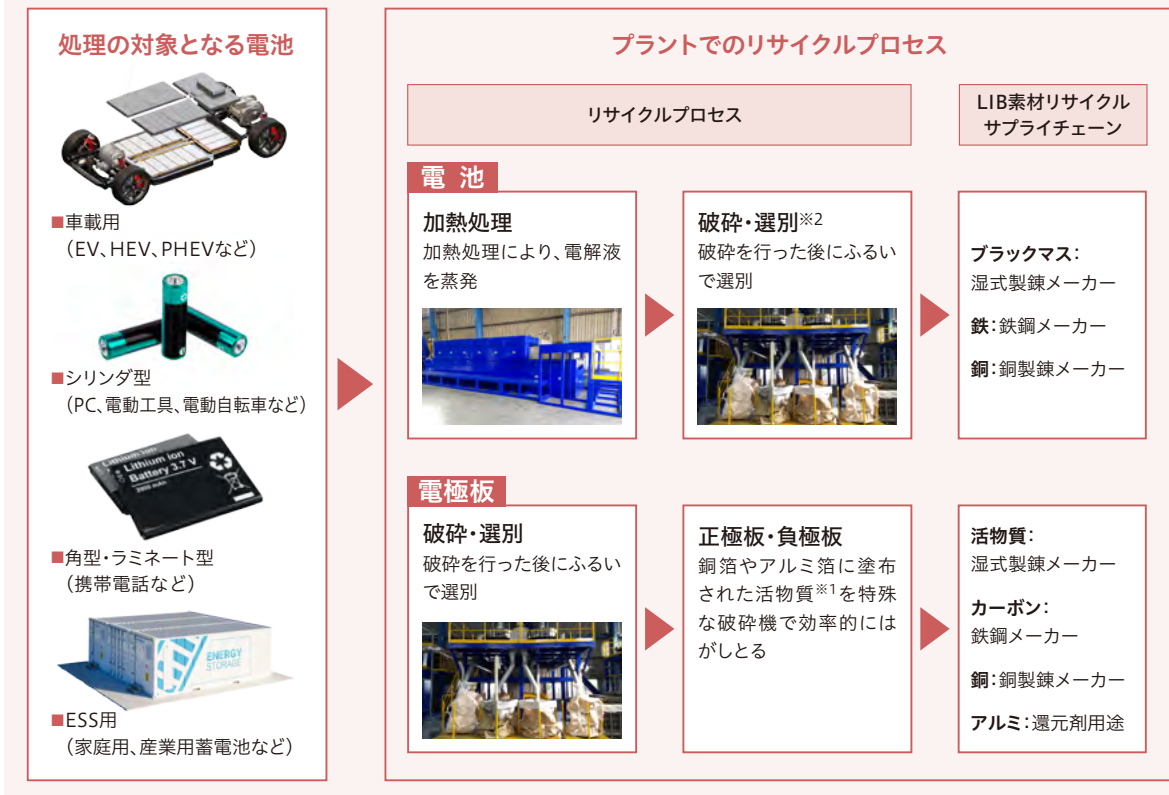 処理の対象となる電池
■車載用
(EV、HEV、PHEVなど)
■シリンダ型
(PC、電動工具、電動自転車など)
Lithium ion
Lithium ion
Battery 3.7 V
■角型・ラミネート型
(携帯電話など)
ENERGY
STORAGE
■ESS用
(家庭用、産業用蓄電池など)
プラントでのリサイクルプロセス
リサイクルプロセス
LIB素材リサイクル
サプライチェーン
電池
加熱処理
加熱処理により、電解液
を蒸発
破砕・選別※2
破砕を行った後にふるい
で選別
ブラックマス:
湿式製錬メーカー
鉄:鉄鋼メーカー
銅:銅製錬メーカー
電極板
破砕・選別
破砕を行った後にふるい
で選別
正極板・負極板
銅箔やアルミ箔に塗布
された活物質※1を特殊
な破砕機で効率的には
がしとる
活物質:
湿式製錬メーカー
カーボン:
鉄鋼メーカー
銅:銅製錬メーカー
アルミ:還元剤用途